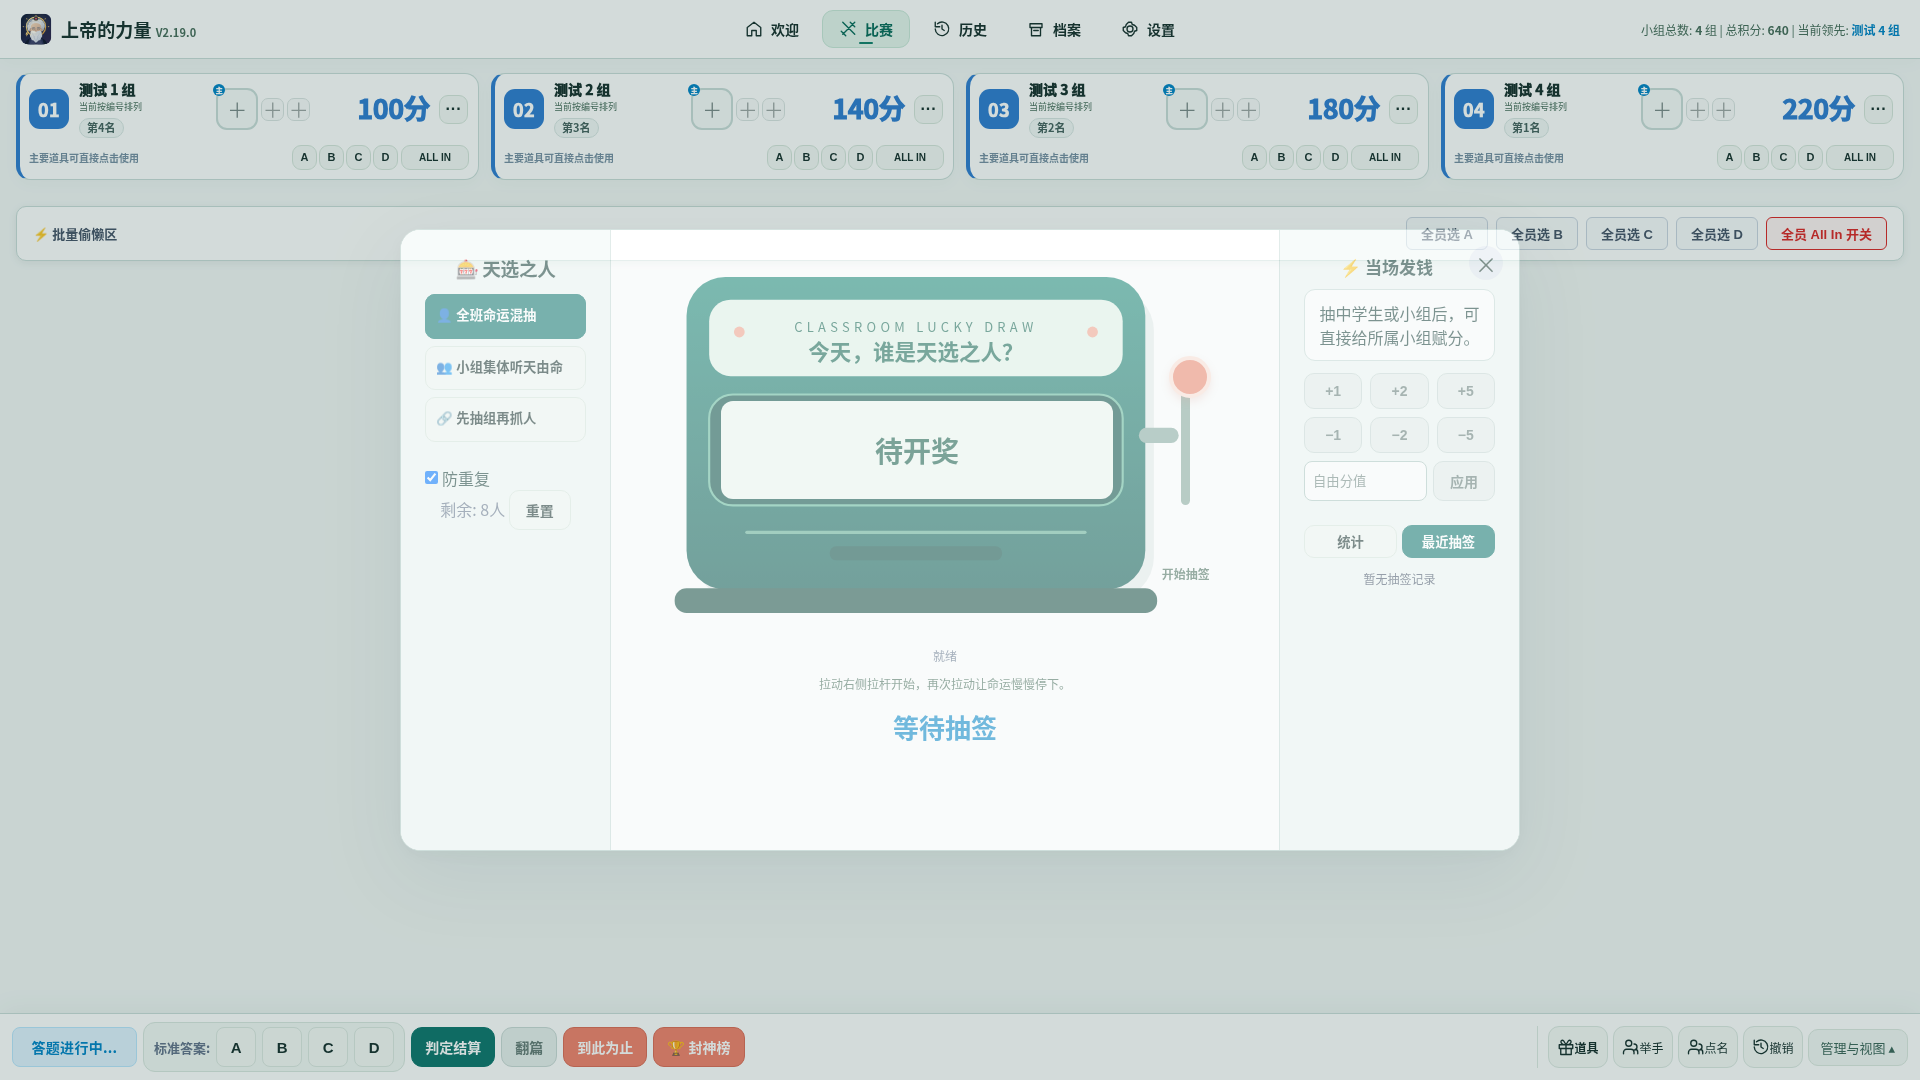 上帝的力量 V2.19.0
欢迎
比赛
历史
档案
设置
小组总数: 4 组 | 总积分: 640 | 当前领先: 测试 4 组
01
测试 1 组
当前按编号排列
第4名
主
100分
...
主要道具可直接点击使用
A B C D ALL IN
02
测试 2 组
当前按编号排列
第3名
主
140分
...
主要道具可直接点击使用
A B C D ALL IN
03
测试 3 组
当前按编号排列
第2名
主
180分
...
主要道具可直接点击使用
A B C D ALL IN
04
测试 4 组
当前按编号排列
第1名
主
220分
...
主要道具可直接点击使用
A B C D ALL IN
⚡ 批量偷懒区
全员选 A
全员选 B
全员选 C
全员选 D
全员 All In 开关
🎰 天选之人
👤 全班命运混抽
👥 小组集体听天由命
🔗 先抽组再抓人
防重复
剩余: 8人
重置
CLASSROOM LUCKY DRAW
今天，谁是天选之人?
待开奖
开始抽签
就绪
拉动右侧拉杆开始，再次拉动让命运慢慢停下。
等待抽签
⚡ 当场发钱
抽中学生或小组后，可
直接给所属小组赋分。
+1 +2 +5
−1 −2 −5
自由分值
应用
统计
最近抽签
暂无抽签记录
答题进行中...
标准答案:
A B C D
判定结算
翻篇
到此为止
🏆 封神榜
道具
举手
点名
撤销
管理与视图 ▴